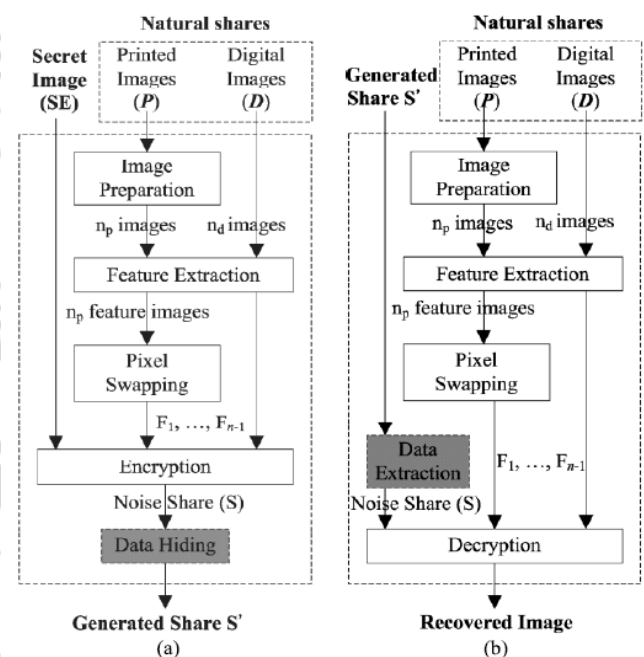 Natural shares
Secret
Image
(SE)
Printed
Images
(P)
Digital
Images
(D)
Image
Preparation
np images
nd images
Feature Extraction
np feature images
Pixel
Swapping
F1, …, Fn-1
Encryption
Noise Share (S)
Data Hiding
Generated Share S'
(a)
Natural shares
Generated
Share S'
Printed
Images
(P)
Digital
Images
(D)
Image
Preparation
np images
nd images
Feature Extraction
np feature images
Pixel
Swapping
Data
Extraction
F1, …, Fn-1
Noise Share (S)
Decryption
Recovered Image
(b)